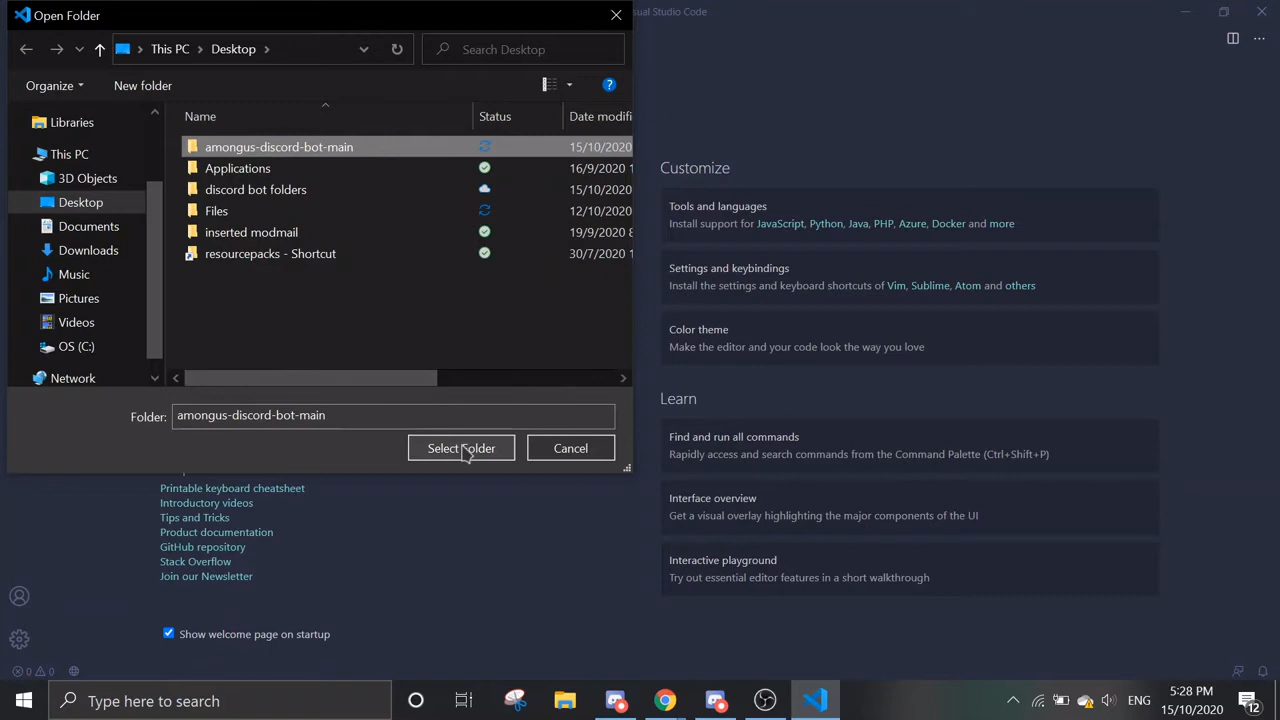 Open Folder
This PC
Desktop
Search Desktop
Organize
New folder
Name
Status
Date modifi
Libraries
This PC
3D Objects
Desktop
Documents
Downloads
Music
Pictures
Videos
OS (C:)
Network
amongus-discord-bot-main
15/10/2020
Applications
16/9/2020 1
discord bot folders
15/10/2020
Files
12/10/2020
inserted modmail
19/9/2020 8
resourcepacks - Shortcut
30/7/2020 1
Folder:
amongus-discord-bot-main
Select Folder
Cancel
sual Studio Code
Customize
Tools and languages
Install support for JavaScript, Python, Java, PHP, Azure, Docker and more
Settings and keybindings
Install the settings and keyboard shortcuts of Vim, Sublime, Atom and others
Color theme
Make the editor and your code look the way you love
Learn
Find and run all commands
Rapidly access and search commands from the Command Palette (Ctrl+Shift+P)
Interface overview
Get a visual overlay highlighting the major components of the UI
Interactive playground
Try out essential editor features in a short walkthrough
Printable keyboard cheatsheet
Introductory videos
Tips and Tricks
Product documentation
GitHub repository
Stack Overflow
Join our Newsletter
Show welcome page on startup
0
0
Type here to search
ENG
5:28 PM
15/10/2020
12